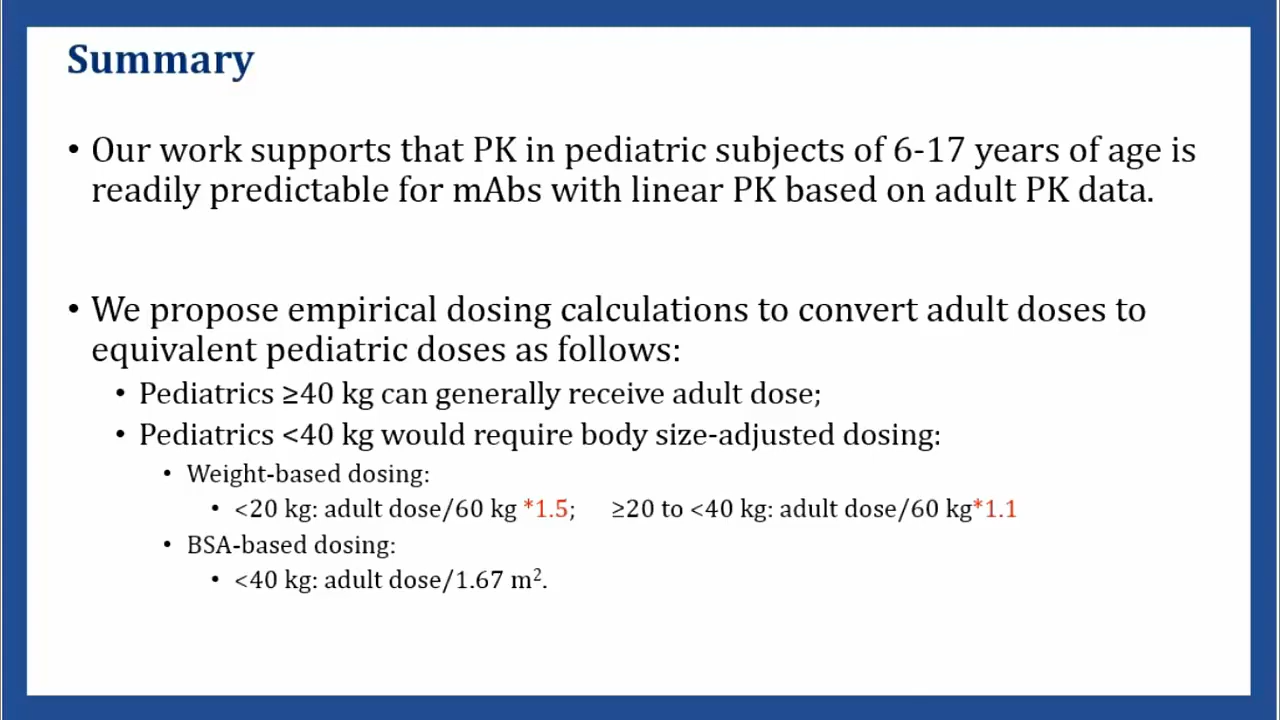 Summary
• Our work supports that PK in pediatric subjects of 6-17 years of age is
readily predictable for mAbs with linear PK based on adult PK data.
• We propose empirical dosing calculations to convert adult doses to
equivalent pediatric doses as follows:
• Pediatrics ≥40 kg can generally receive adult dose;
• Pediatrics <40 kg would require body size-adjusted dosing:
• Weight-based dosing:
• <20 kg: adult dose/60 kg *1.5; ≥20 to <40 kg: adult dose/60 kg*1.1
• BSA-based dosing:
• <40 kg: adult dose/1.67 m².